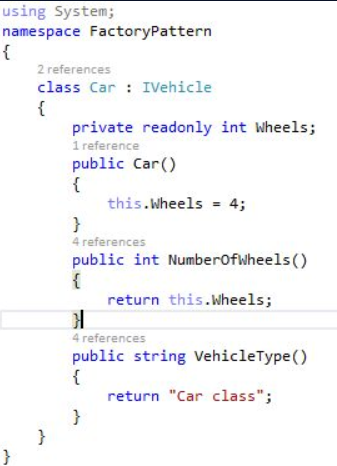 using System;
namespace FactoryPattern
{
2 references
class Car : IVehicle
{
private readonly int Wheels;
1 reference
public Car()
{
this.Wheels = 4;
}
4 references
public int NumberOfWheels()
{
return this.Wheels;
}
4 references
public string VehicleType()
{
return "Car class";
}
}
}